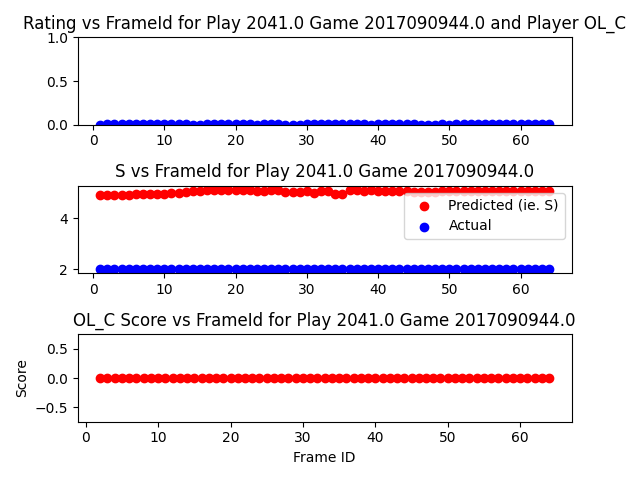 Rating vs FrameId for Play 2041.0 Game 2017090944.0 and Player OL_C
1.0
0.5
0.0
0 10 20 30 40 50 60
S vs FrameId for Play 2041.0 Game 2017090944.0
4
2
Predicted (ie. S)
Actual
0 10 20 30 40 50 60
OL_C Score vs FrameId for Play 2041.0 Game 2017090944.0
Score
0.5
0.0
−0.5
0 10 20 30 40 50 60
Frame ID